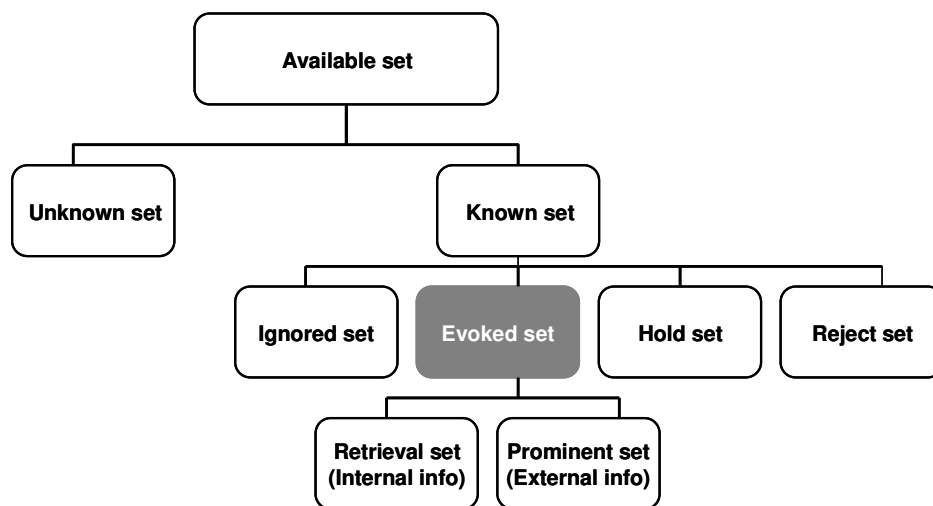 Available set
Unknown set
Known set
Ignored set
Evoked set
Hold set
Reject set
Retrieval set
(Internal info)
Prominent set
(External info)